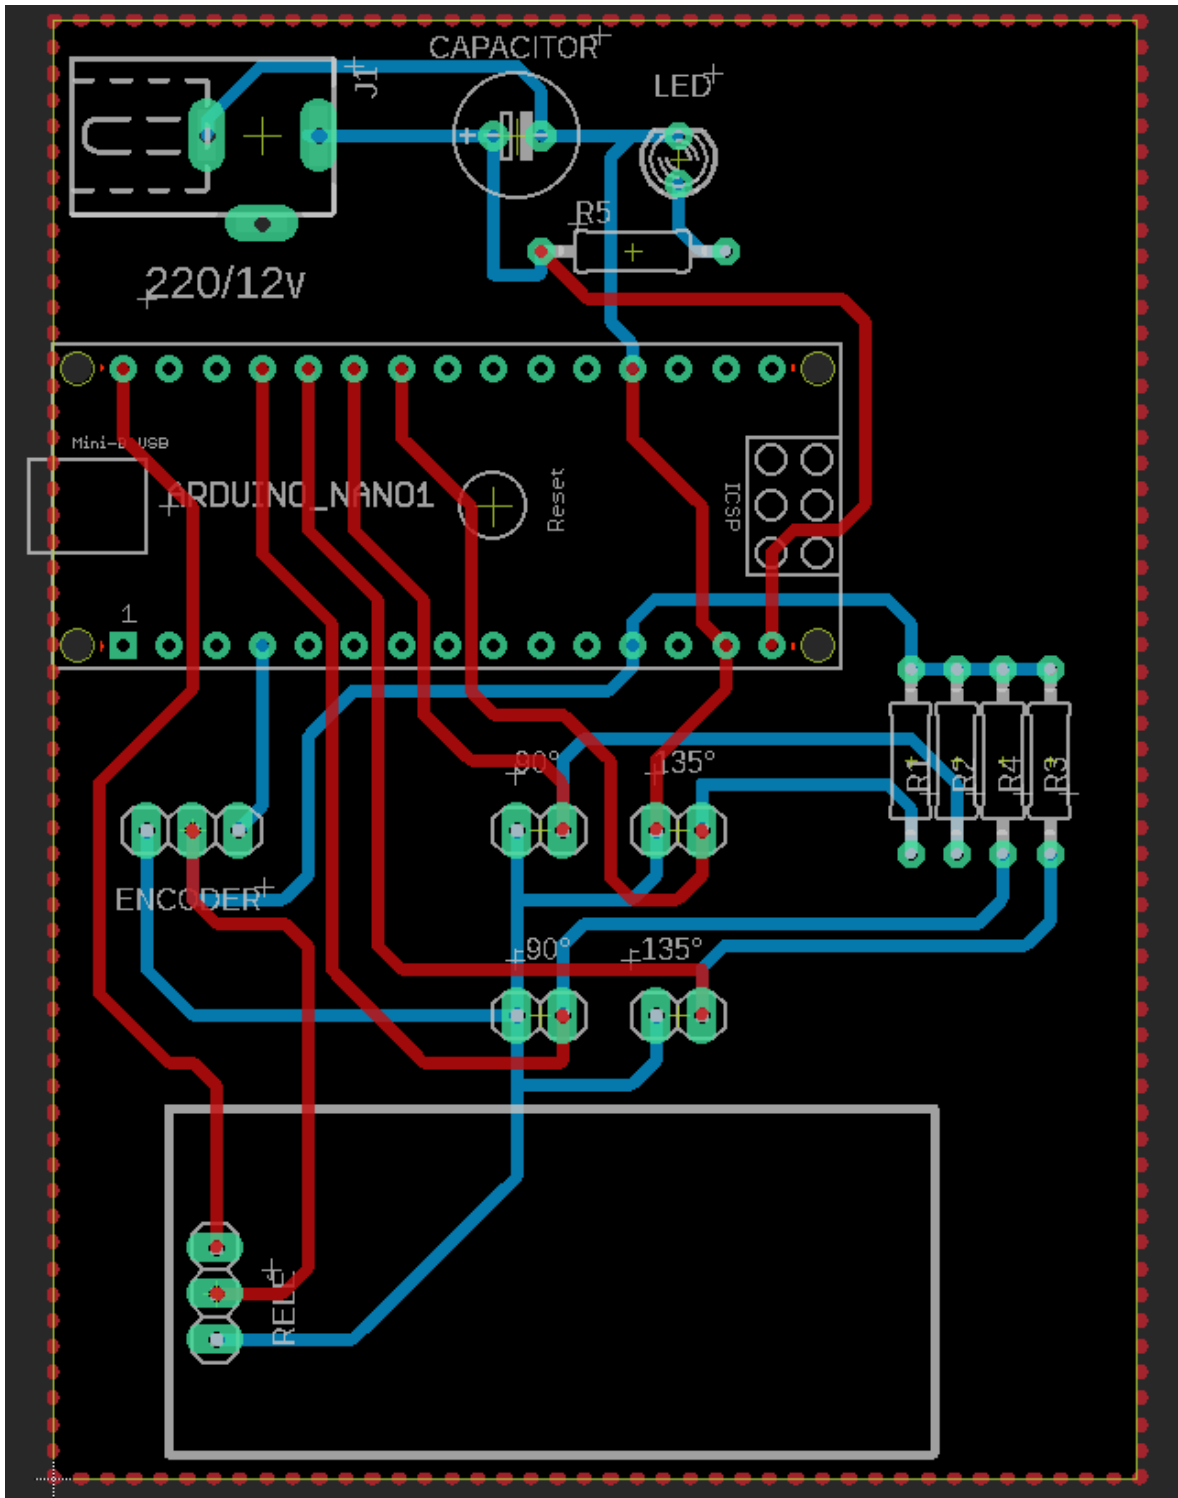 CAPACITOR
J1
LED
R5
220/12v
Mini-B USB
ARDUINO_NANO1
Reset
ICSP
1
90°
135°
R1
R2
R4
R3
ENCODER
90°
135°